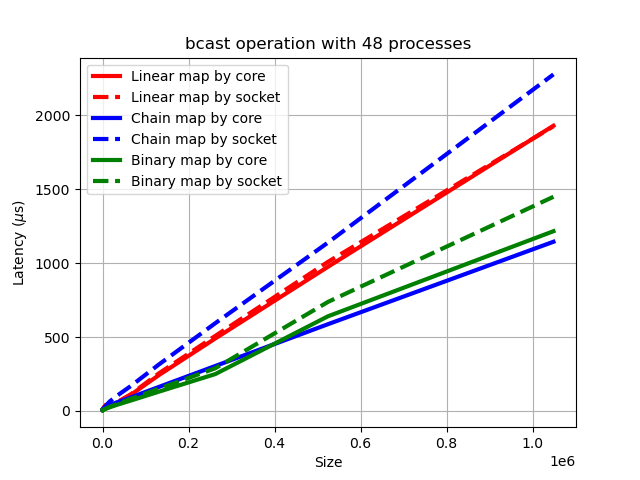 bcast operation with 48 processes
Linear map by core
Linear map by socket
Chain map by core
Chain map by socket
Binary map by core
Binary map by socket
Latency (μs)
2000
1500
1000
500
0
0.0 0.2 0.4 0.6 0.8 1.0
1e6
Size